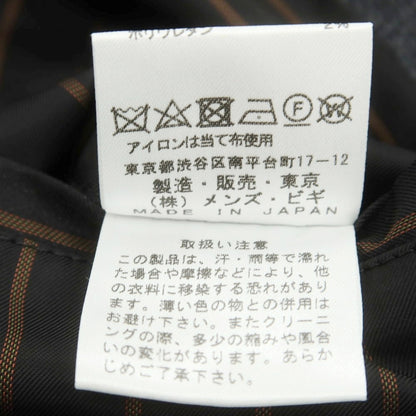 ポリウレタン 2%
F W
アイロンは当て布使用
東京都渋谷区南平台町17-12
製造・販売・東京
(株) メンズ・ビギ
MADE IN JAPAN
取扱い注意
この製品は、汗・雨等で濡れ
た場合や摩擦などにより、他
の衣料に移染する恐れがあり
ます。薄い色の物との併用は
お避け下さい。またクリーニ
ングの際、多少の縮みや風合い
の変化があります。あらか
じめご了承下さい。